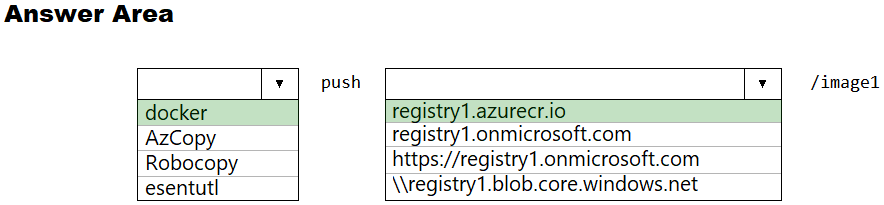 Answer Area
push /image1
docker
AzCopy
Robocopy
esentutl
registry1.azurecr.io
registry1.onmicrosoft.com
https://registry1.onmicrosoft.com
\\registry1.blob.core.windows.net